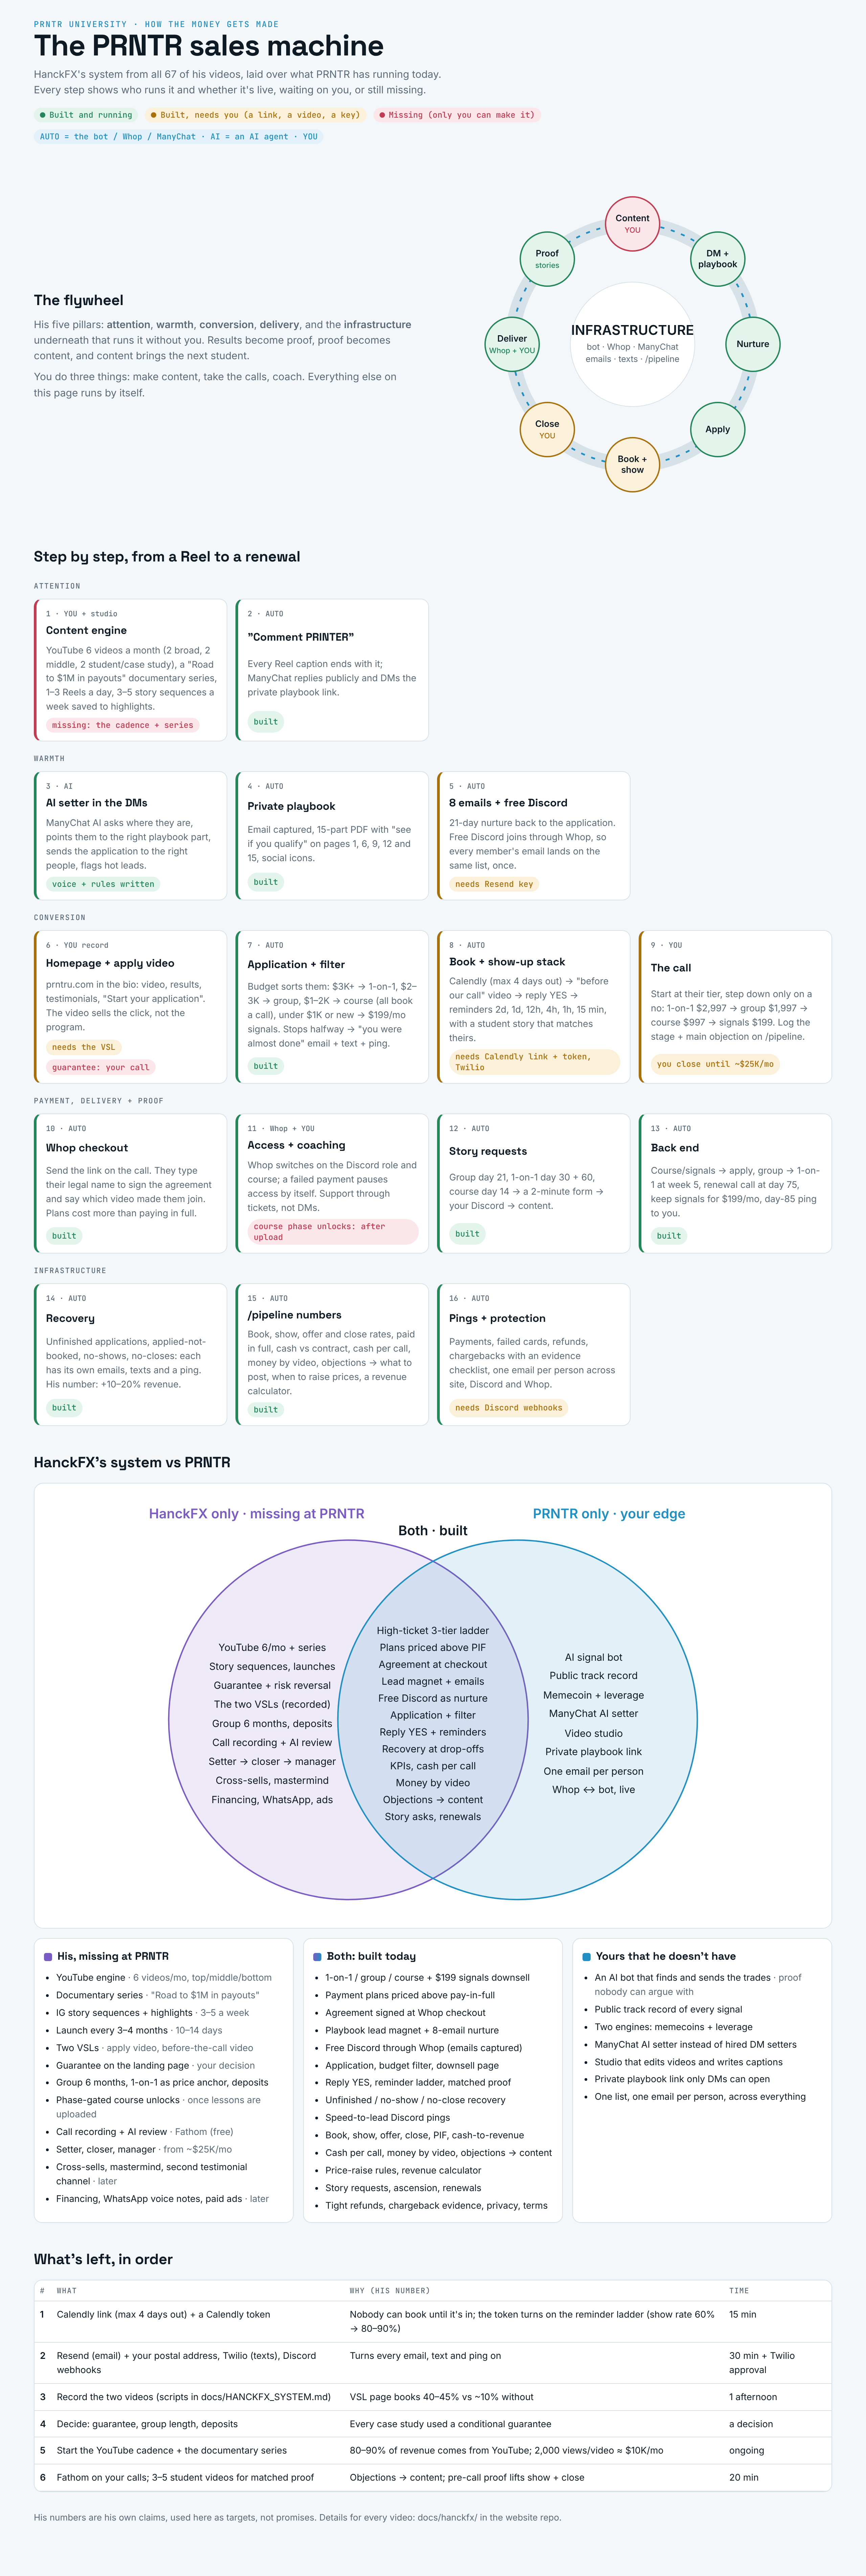 PRNTR UNIVERSITY · HOW THE MONEY GETS MADE
The PRNTR sales machine
HanckFX's system from all 67 of his videos, laid over what PRNTR has running today.
Every step shows who runs it and whether it's live, waiting on you, or still missing.
Built and running
Built, needs you (a link, a video, a key)
Missing (only you can make it)
AUTO = the bot / Whop / ManyChat · AI = an AI agent · YOU
The flywheel
His five pillars: attention, warmth, conversion, delivery, and the infrastructure
underneath that runs it without you. Results become proof, proof becomes
content, and content brings the next student.
You do three things: make content, take the calls, coach. Everything else on
this page runs by itself.
Content
YOU
DM +
playbook
Nurture
Apply
Book +
show
Close
YOU
Deliver
Whop + YOU
Proof
stories
INFRASTRUCTURE
bot · Whop · ManyChat
emails · texts · /pipeline
Step by step, from a Reel to a renewal
ATTENTION
1 · YOU + studio
Content engine
YouTube 6 videos a month (2 broad, 2
middle, 2 student/case study), a "Road
to $1M in payouts" documentary series,
1–3 Reels a day, 3–5 story sequences a
week saved to highlights.
missing: the cadence + series
2 · AUTO
"Comment PRINTER"
Every Reel caption ends with it;
ManyChat replies publicly and DMs the
private playbook link.
built
WARMTH
3 · AI
AI setter in the DMs
ManyChat AI asks where they are,
points them to the right playbook part,
sends the application to the right
people, flags hot leads.
voice + rules written
4 · AUTO
Private playbook
Email captured, 15-part PDF with "see
if you qualify" on pages 1, 6, 9, 12 and
15, social icons.
built
5 · AUTO
8 emails + free Discord
21-day nurture back to the application.
Free Discord joins through Whop, so
every member's email lands on the
same list, once.
needs Resend key
CONVERSION
6 · YOU record
Homepage + apply video
prntru.com in the bio: video, results,
testimonials, "Start your application".
The video sells the click, not the
program.
needs the VSL
guarantee: your call
7 · AUTO
Application + filter
Budget sorts them: $3K+ → 1-on-1, $2–
3K → group, $1–2K → course (all book
a call), under $1K or new → $199/mo
signals. Stops halfway → "you were
almost done" email + text + ping.
built
8 · AUTO
Book + show-up stack
Calendly (max 4 days out) → "before
our call" video → reply YES →
reminders 2d, 1d, 12h, 4h, 1h, 15 min,
with a student story that matches
theirs.
needs Calendly link + token,
Twilio
9 · YOU
The call
Start at their tier, step down only on a
no: 1-on-1 $2,997 → group $1,997 →
course $997 → signals $199. Log the
stage + main objection on /pipeline.
you close until ~$25K/mo
PAYMENT, DELIVERY + PROOF
10 · AUTO
Whop checkout
Send the link on the call. They type
their legal name to sign the agreement
and say which video made them join.
Plans cost more than paying in full.
built
11 · Whop + YOU
Access + coaching
Whop switches on the Discord role and
course; a failed payment pauses
access by itself. Support through
tickets, not DMs.
course phase unlocks: after
upload
12 · AUTO
Story requests
Group day 21, 1-on-1 day 30 + 60,
course day 14 → a 2-minute form →
your Discord → content.
built
13 · AUTO
Back end
Course/signals → apply, group → 1-on-
1 at week 5, renewal call at day 75,
keep signals for $199/mo, day-85 ping
to you.
built
INFRASTRUCTURE
14 · AUTO
Recovery
Unfinished applications, applied-not-
booked, no-shows, no-closes: each
has its own emails, texts and a ping.
His number: +10–20% revenue.
built
15 · AUTO
/pipeline numbers
Book, show, offer and close rates, paid
in full, cash vs contract, cash per call,
money by video, objections → what to
post, when to raise prices, a revenue
calculator.
built
16 · AUTO
Pings + protection
Payments, failed cards, refunds,
chargebacks with an evidence
checklist, one email per person across
site, Discord and Whop.
needs Discord webhooks
HanckFX's system vs PRNTR
HanckFX only · missing at PRNTR
Both · built
PRNTR only · your edge
YouTube 6/mo + series
Story sequences, launches
Guarantee + risk reversal
The two VSLs (recorded)
Group 6 months, deposits
Call recording + AI review
Setter → closer → manager
Cross-sells, mastermind
Financing, WhatsApp, ads
High-ticket 3-tier ladder
Plans priced above PIF
Agreement at checkout
Lead magnet + emails
Free Discord as nurture
Application + filter
Reply YES + reminders
Recovery at drop-offs
KPIs, cash per call
Money by video
Objections → content
Story asks, renewals
AI signal bot
Public track record
Memecoin + leverage
ManyChat AI setter
Video studio
Private playbook link
One email per person
Whop ↔ bot, live
His, missing at PRNTR
• YouTube engine · 6 videos/mo, top/middle/bottom
• Documentary series · "Road to $1M in payouts"
• IG story sequences + highlights · 3–5 a week
• Launch every 3–4 months · 10–14 days
• Two VSLs · apply video, before-the-call video
• Guarantee on the landing page · your decision
• Group 6 months, 1-on-1 as price anchor, deposits
• Phase-gated course unlocks · once lessons are
uploaded
• Call recording + AI review · Fathom (free)
• Setter, closer, manager · from ~$25K/mo
• Cross-sells, mastermind, second testimonial
channel · later
• Financing, WhatsApp voice notes, paid ads · later
Both: built today
• 1-on-1 / group / course + $199 signals downsell
• Payment plans priced above pay-in-full
• Agreement signed at Whop checkout
• Playbook lead magnet + 8-email nurture
• Free Discord through Whop (emails captured)
• Application, budget filter, downsell page
• Reply YES, reminder ladder, matched proof
• Unfinished / no-show / no-close recovery
• Speed-to-lead Discord pings
• Book, show, offer, close, PIF, cash-to-revenue
• Cash per call, money by video, objections → content
• Price-raise rules, revenue calculator
• Story requests, ascension, renewals
• Tight refunds, chargeback evidence, privacy, terms
Yours that he doesn't have
• An AI bot that finds and sends the trades · proof
nobody can argue with
• Public track record of every signal
• Two engines: memecoins + leverage
• ManyChat AI setter instead of hired DM setters
• Studio that edits videos and writes captions
• Private playbook link only DMs can open
• One list, one email per person, across everything
What's left, in order
# WHAT WHY (HIS NUMBER) TIME
1 Calendly link (max 4 days out) + a Calendly token Nobody can book until it's in; the token turns on the reminder ladder (show rate 60% 15 min
→ 80–90%)
2 Resend (email) + your postal address, Twilio (texts), Discord Turns every email, text and ping on 30 min + Twilio
webhooks approval
3 Record the two videos (scripts in docs/HANCKFX_SYSTEM.md) VSL page books 40–45% vs ~10% without 1 afternoon
4 Decide: guarantee, group length, deposits Every case study used a conditional guarantee a decision
5 Start the YouTube cadence + the documentary series 80–90% of revenue comes from YouTube; 2,000 views/video ≈ $10K/mo ongoing
6 Fathom on your calls; 3–5 student videos for matched proof Objections → content; pre-call proof lifts show + close 20 min
His numbers are his own claims, used here as targets, not promises. Details for every video: docs/hanckfx/ in the website repo.